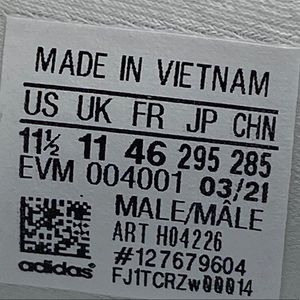 MADE IN VIETNAM
US UK FR JP CHN
11½ 11 46 295 285
EVM 004001 03/21
MALE/MÂLE
ART H04226
#127679604
adidas FJ1TCRZw00014